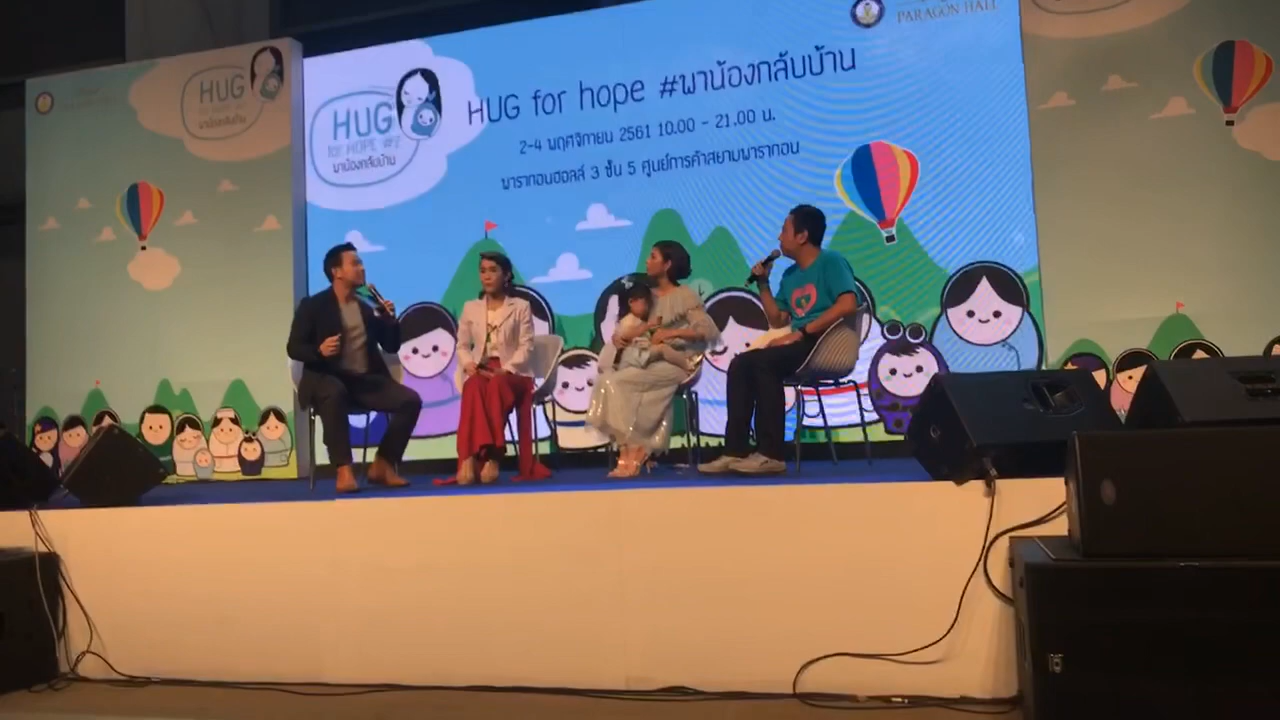 PARAGON HALL
HUG for hope #พาน้องกลับบ้าน
2-4 พฤศจิกายน 2561 10.00 - 21.00 น.
พารากอนฮอลล์ 3 ชั้น 5 ศูนย์การค้าสยามพารากอน
HUG
for HOPE #2
พาน้องกลับบ้าน
HUG
for HOPE #2
พาน้องกลับบ้าน